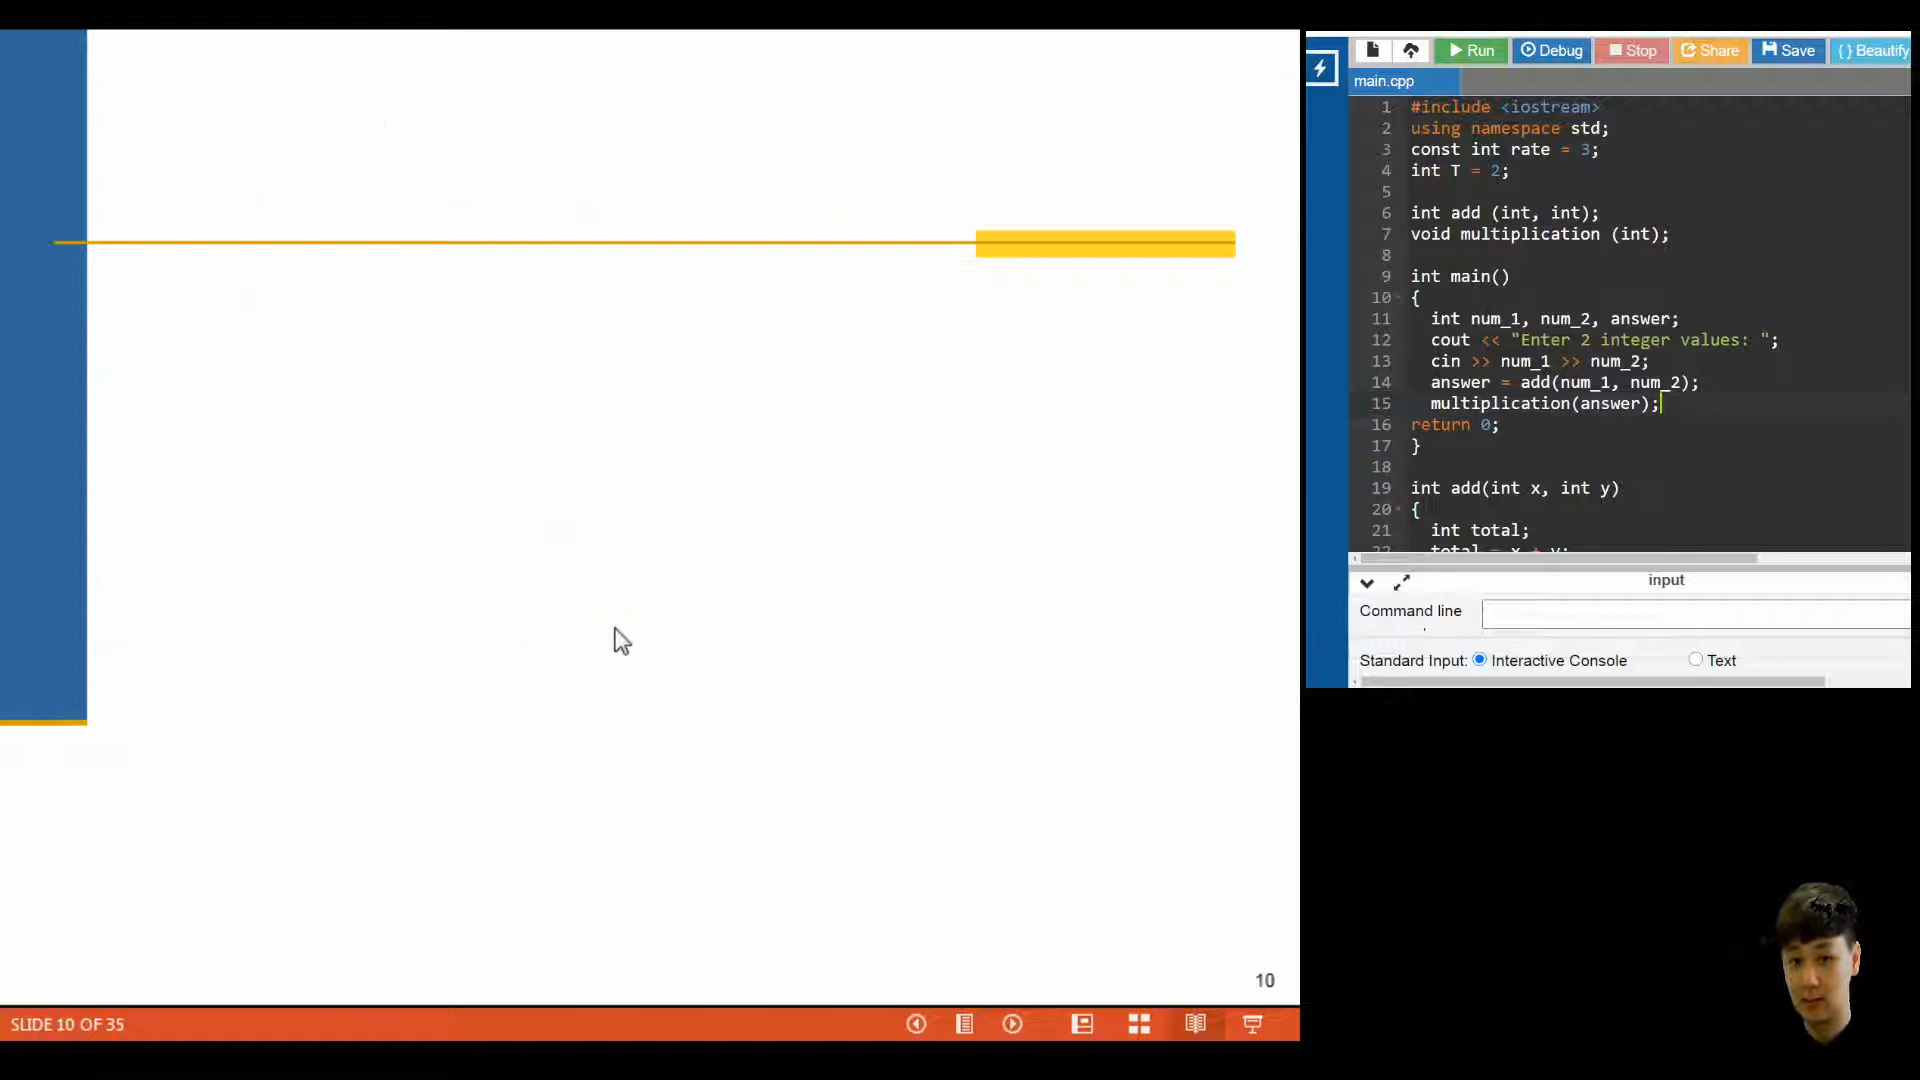 10
SLIDE 10 OF 35
Run Debug Stop Share Save { } Beautify
main.cpp
1 #include <iostream>
2 using namespace std;
3 const int rate = 3;
4 int T = 2;
5
6 int add (int, int);
7 void multiplication (int);
8
9 int main()
10 {
11 int num_1, num_2, answer;
12 cout << "Enter 2 integer values: ";
13 cin >> num_1 >> num_2;
14 answer = add(num_1, num_2);
15 multiplication(answer);
16 return 0;
17 }
18
19 int add(int x, int y)
20 {
21 int total;
22 total = x + y;
input
Command line
Standard Input: Interactive Console Text